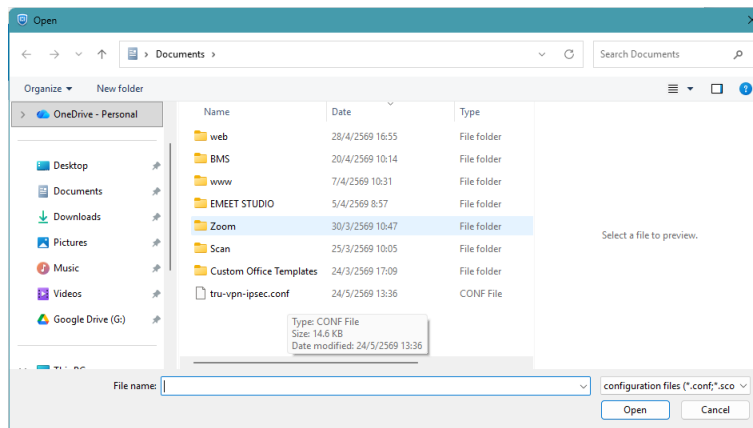 Open
Documents
Search Documents
Organize
New folder
OneDrive - Personal
Desktop
Documents
Downloads
Pictures
Music
Videos
Google Drive (G:)
Name Date Type
web 28/4/2569 16:55 File folder
BMS 20/4/2569 10:14 File folder
www 7/4/2569 10:31 File folder
EMEET STUDIO 5/4/2569 8:57 File folder
Zoom 30/3/2569 10:47 File folder
Scan 25/3/2569 10:05 File folder
Custom Office Templates 24/3/2569 17:09 File folder
tru-vpn-ipsec.conf 24/5/2569 13:36 CONF File
Type: CONF File
Size: 14.6 KB
Date modified: 24/5/2569 13:36
Select a file to preview.
File name:
configuration files (*.conf;*.sco
Open
Cancel